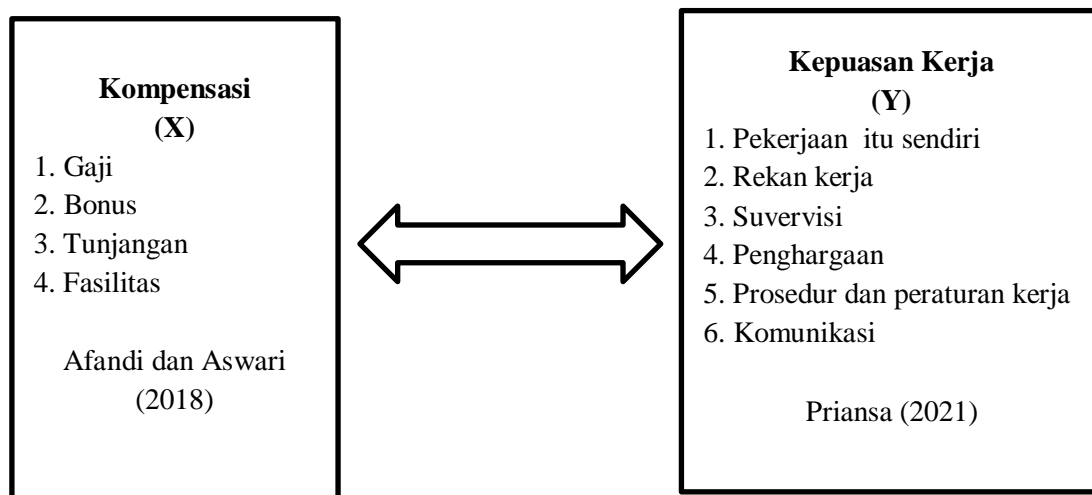 Kompensasi
(X)
1. Gaji
2. Bonus
3. Tunjangan
4. Fasilitas
Afandi dan Aswari
(2018)
Kepuasan Kerja
(Y)
1. Pekerjaan itu sendiri
2. Rekan kerja
3. Suvervisi
4. Penghargaan
5. Prosedur dan peraturan kerja
6. Komunikasi
Priansa (2021)